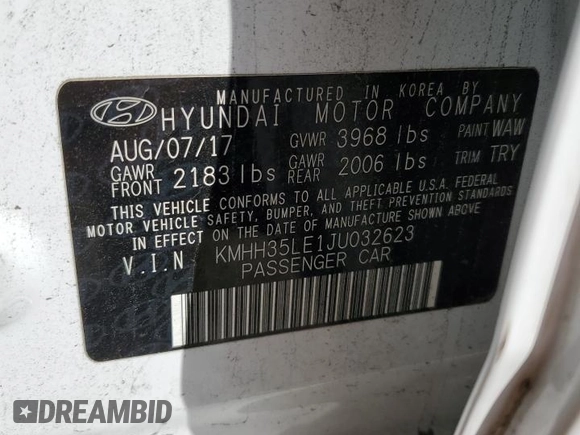 MANUFACTURED IN KOREA BY
HYUNDAI MOTOR COMPANY
AUG/07/17 GVWR 3968 lbs PAINT WAW
GAWR FRONT 2183 lbs GAWR REAR 2006 lbs TRIM TRY
THIS VEHICLE CONFORMS TO ALL APPLICABLE U.S.A. FEDERAL
MOTOR VEHICLE SAFETY, BUMPER, AND THEFT PREVENTION STANDARDS
IN EFFECT ON THE DATE OF MANUFACTURE SHOWN ABOVE
V.I.N KMHH35LE1JU032623
PASSENGER CAR
DREAMBID